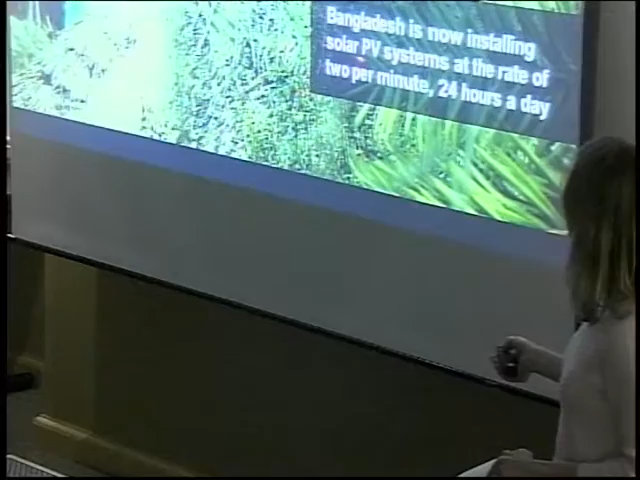 Bangladesh is now installing
solar PV systems at the rate of
two per minute, 24 hours a day